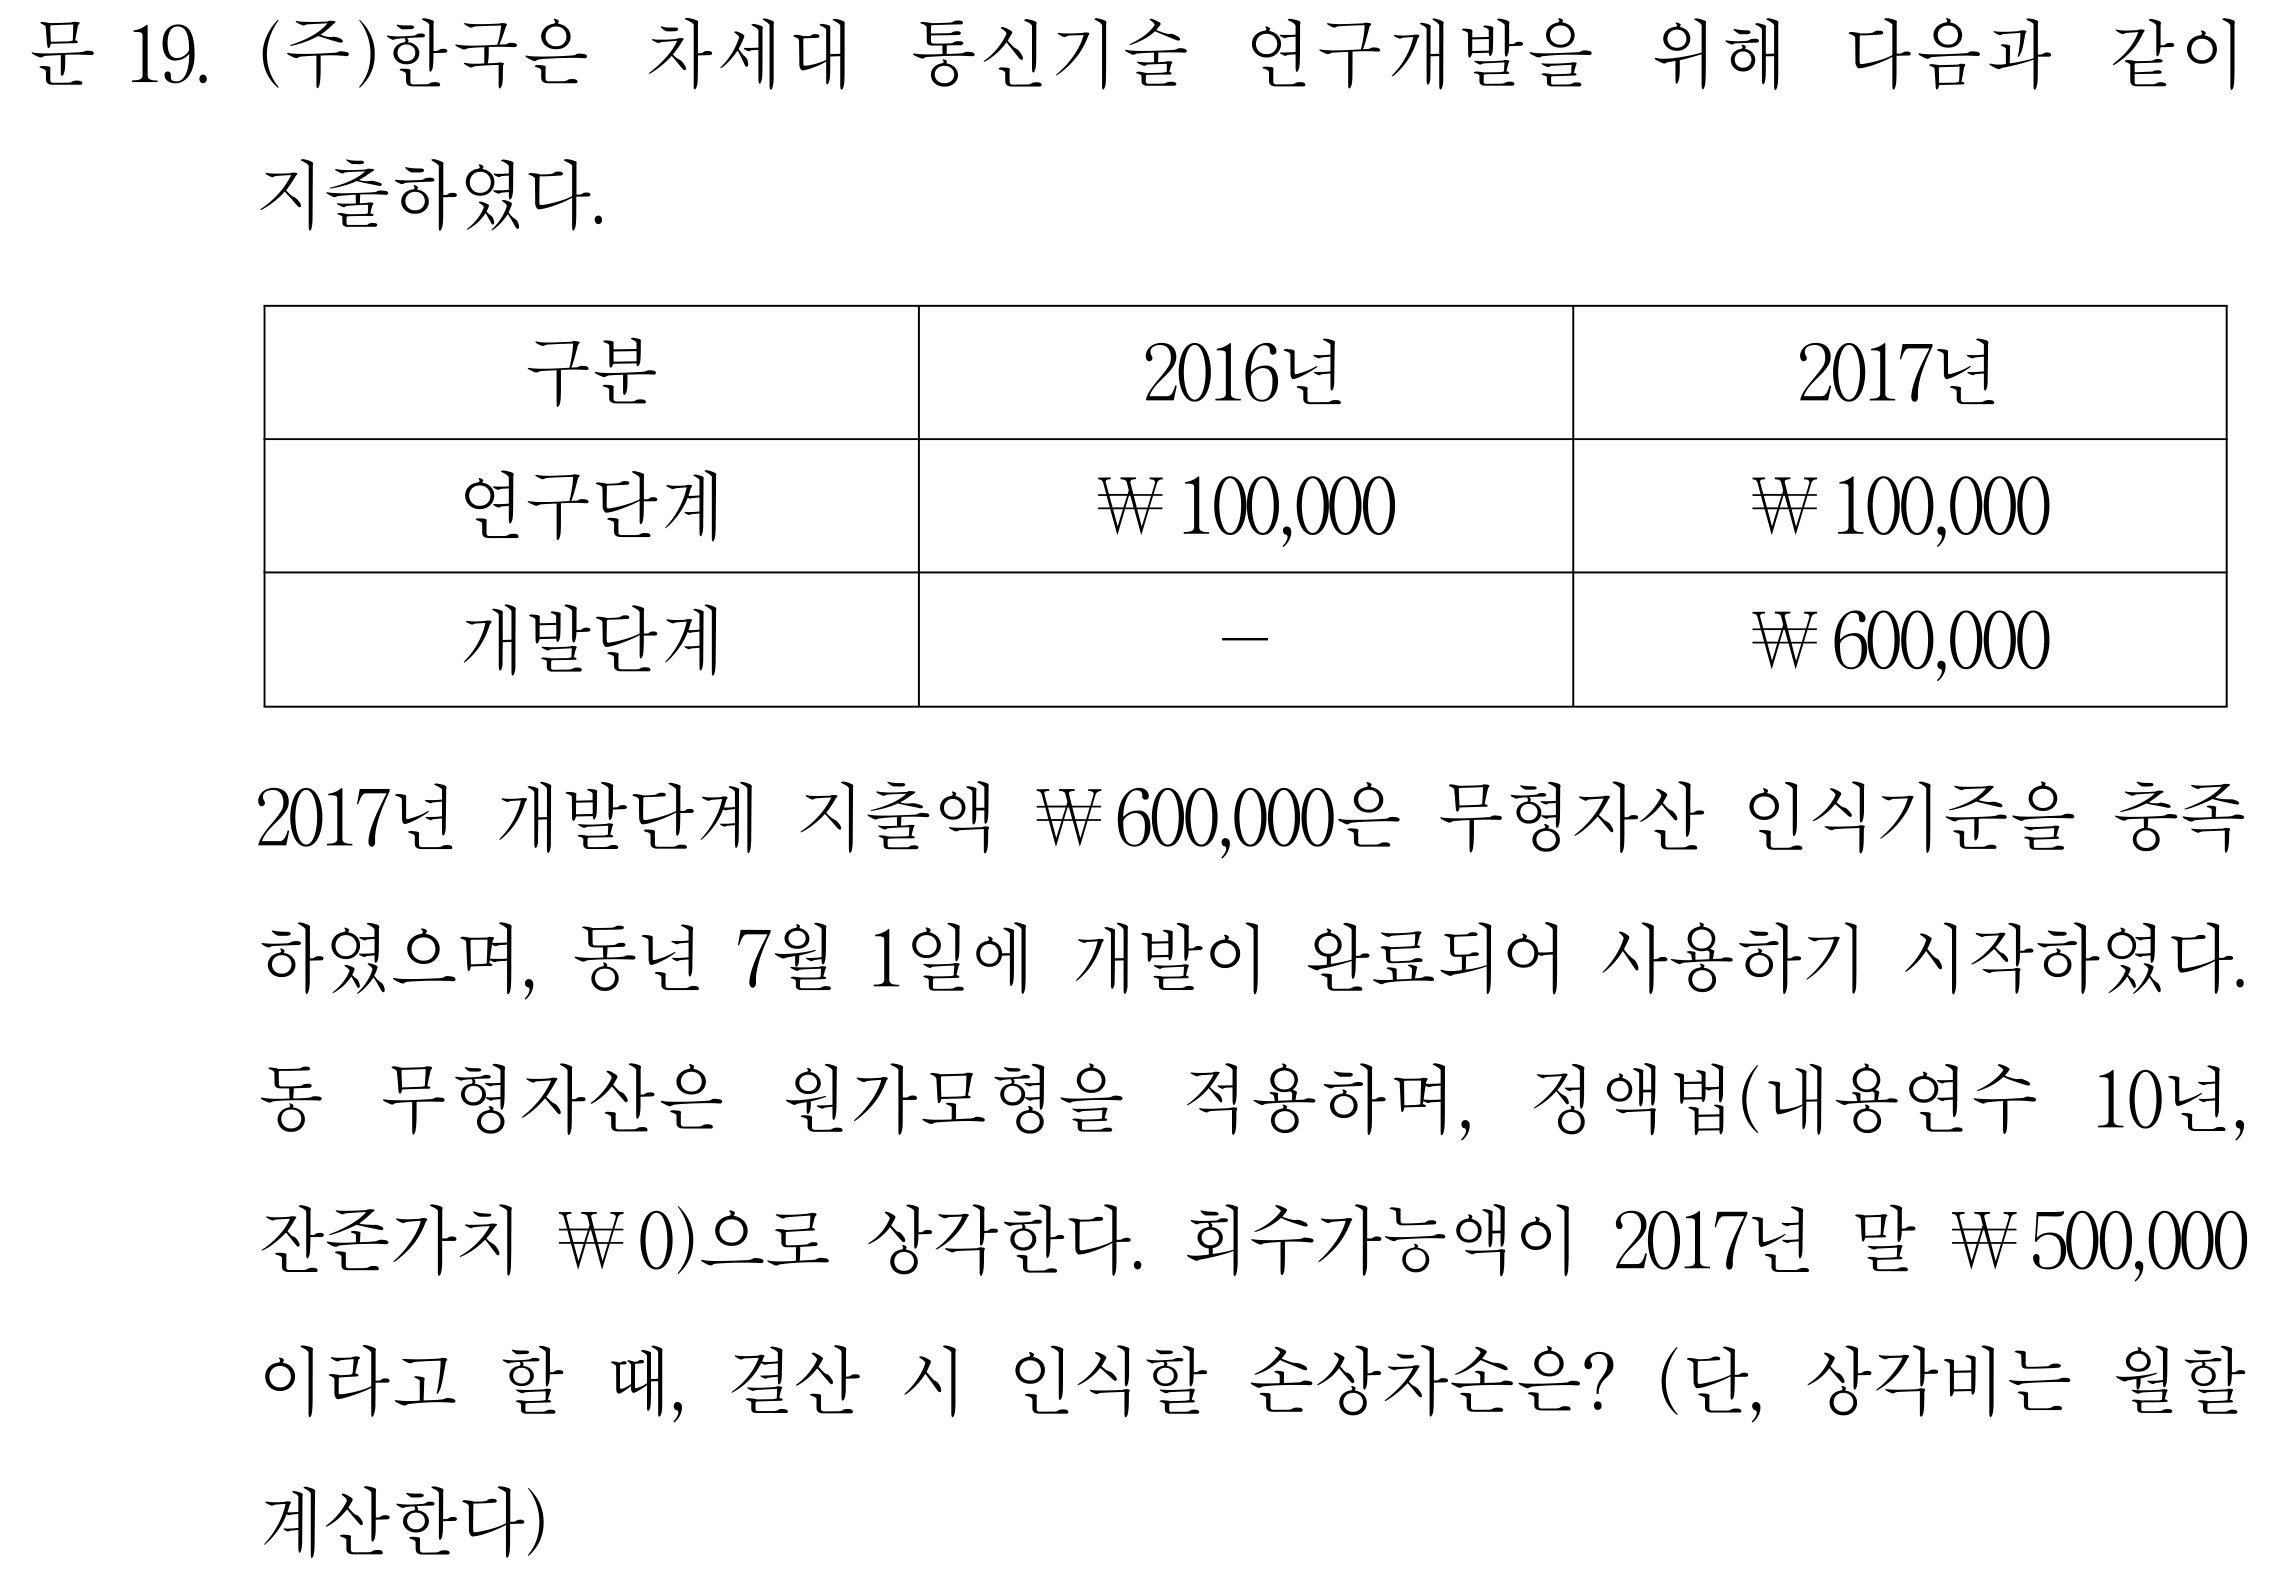 문 19. (주)한국은 차세대 통신기술 연구개발을 위해 다음과 같이
지출하였다.
구분 2016년 2017년
연구단계 ₩100,000 ₩100,000
개발단계 － ₩600,000
2017년 개발단계 지출액 ₩600,000은 무형자산 인식기준을 충족
하였으며, 동년 7월 1일에 개발이 완료되어 사용하기 시작하였다.
동 무형자산은 원가모형을 적용하며, 정액법(내용연수 10년,
잔존가치 ₩0)으로 상각한다. 회수가능액이 2017년 말 ₩500,000
이라고 할 때, 결산 시 인식할 손상차손은? (단, 상각비는 월할
계산한다)